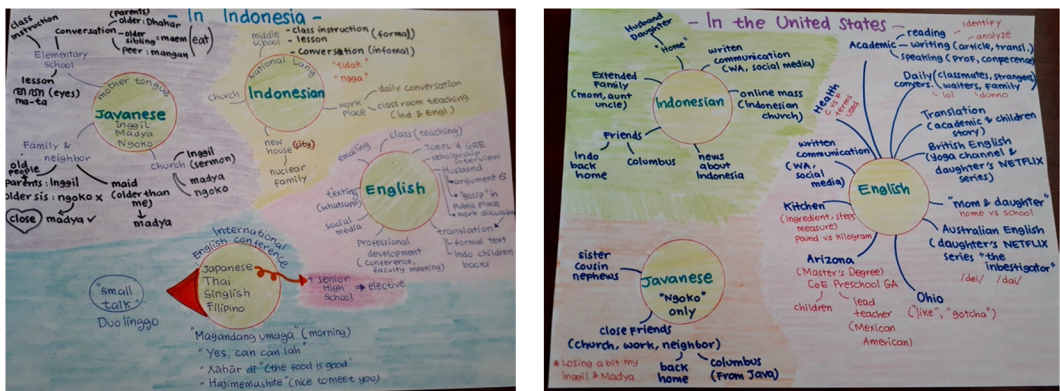 - In Indonesia -
class instruction
conversation
(parents)
older: Dhahar
older sibling: maem
peer: mangan
(eat)
Elementary school
lesson
(eyes)
ma-ta
mother tongue
Javanese
Inggil
Madya
Ngoko
Family & neighbor
old people
parents: Inggil
older sis: ngoko x
close
madya ✓
maid (older than me)
madya
church
Inggil (sermon)
madya
ngoko
middle school
- class instruction (formal)
- lesson
- conversation (infomal)
"tidak"
"ngga"
National Lang
Indonesian
church
work place
daily conversation
class room teaching
(Ind & Engl)
new house (city)
nuclear family
class (teaching)
emailing
TOEFL & GRE
scholarship interview
Husband
argument
"gossip" in public place
work discussion
English
texting (whatsapp)
social media
translation
- formal text
- Indo children books
Professional development
(conference, faculty meeting)
International English conference
Japanese
Thai
Singlish
Filipino
+ senior High School
elective
"small talk"
Duolinggo
"Magandang umaga" (morning)
"Yes, can can lah"
(the food is good)
- Hajimemashite (nice to meet you)
- In the United States -
Husband
Daughter
"Home"
written communication
(WA, social media)
Extended Family
(mom, aunt uncle)
Indonesian
online mass
(Indonesian church)
Friends
Indo back home
columbus
news about Indonesia
Academic
reading
identify
analyze
writing (article, transl.)
speaking (prof, conperence)
Daily conyers.
(classmates, strangers)
(waiters, Family
lol
dunno
Health
C vs F
terms used
Translation
(academic & children story)
written communication
(WA, social media)
British English
(yoga channel & daughter's NETFLIX series)
English
Kitchen
(Ingredient, steps measure)
Pound vs kilogram
"mom & daughter"
home vs school
Australian English
(daughter's NETFLIX series "the inbestigator")
/dei/ /dai/
Arizona
(Master's Degree)
CoE Preschool GA
children
lead teacher
(Mexican American)
Ohio
("like", "gotcha")
sister
cousin
nephews
Javanese
"Ngoko" only
close Friends
(church, work, neighbor)
back home
columbus
(From Java)
* Losing a bit my Inggil & Madya